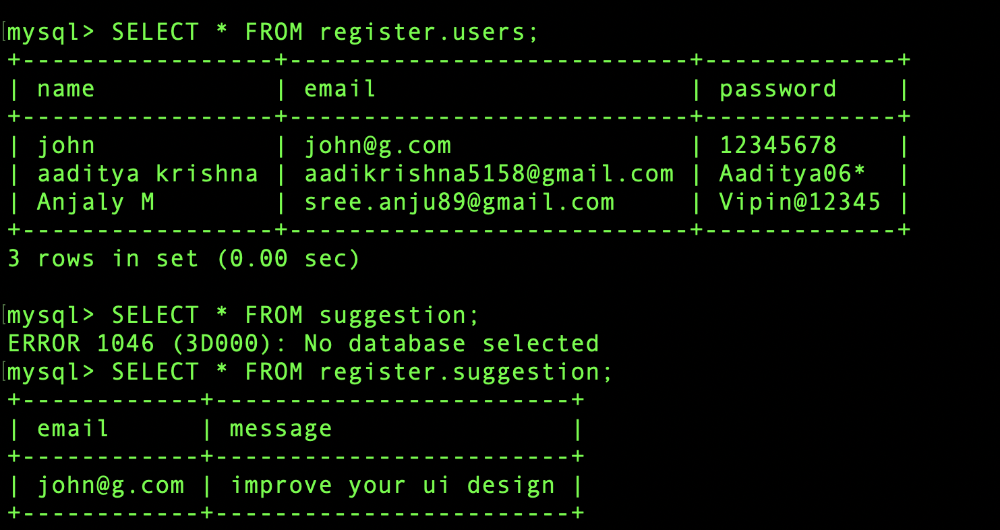 mysql> SELECT * FROM register.users;
+-----------------+---------------------------+-------------+
| name            | email                     | password    |
+-----------------+---------------------------+-------------+
| john            | john@g.com                | 12345678    |
| aaditya krishna | aadikrishna5158@gmail.com | Aaditya06*  |
| Anjaly M        | sree.anju89@gmail.com     | Vipin@12345 |
+-----------------+---------------------------+-------------+
3 rows in set (0.00 sec)

mysql> SELECT * FROM suggestion;
ERROR 1046 (3D000): No database selected
mysql> SELECT * FROM register.suggestion;
+------------+------------------------+
| email      | message                |
+------------+------------------------+
| john@g.com | improve your ui design |
+------------+------------------------+